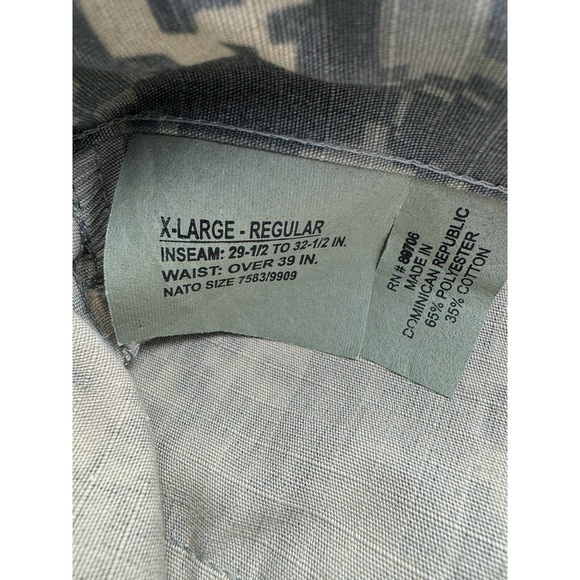 X-LARGE - REGULAR
INSEAM: 29-1/2 TO 32-1/2 IN.
WAIST: OVER 39 IN.
NATO SIZE 7583/9909
RN # 89706
MADE IN
DOMINICAN REPUBLIC
65% POLYESTER
35% COTTON